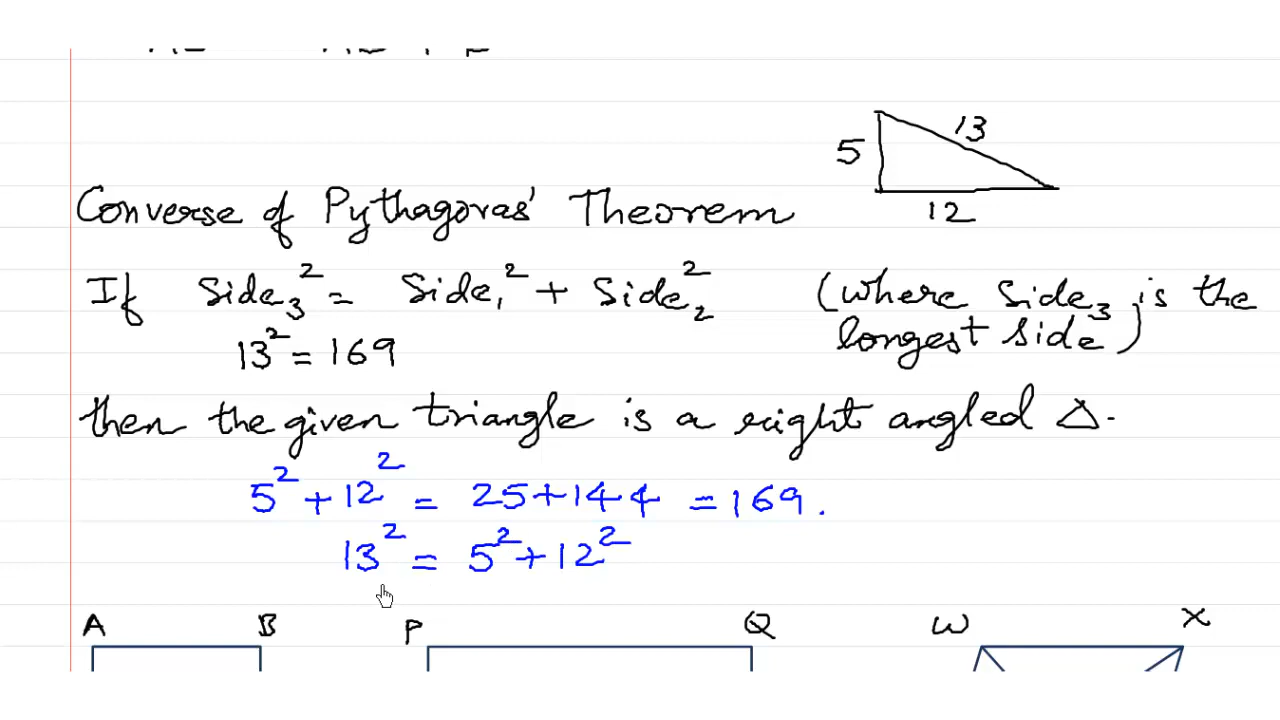 13
5
12
Converse of Pythagoras' Theorem
If Side₃² = Side₁² + Side₂² (where Side₃ is the
longest side)
13² = 169
then the given triangle is a right angled Δ.
5² + 12² = 25+144 = 169.
13² = 5² + 12²
A B P Q W X